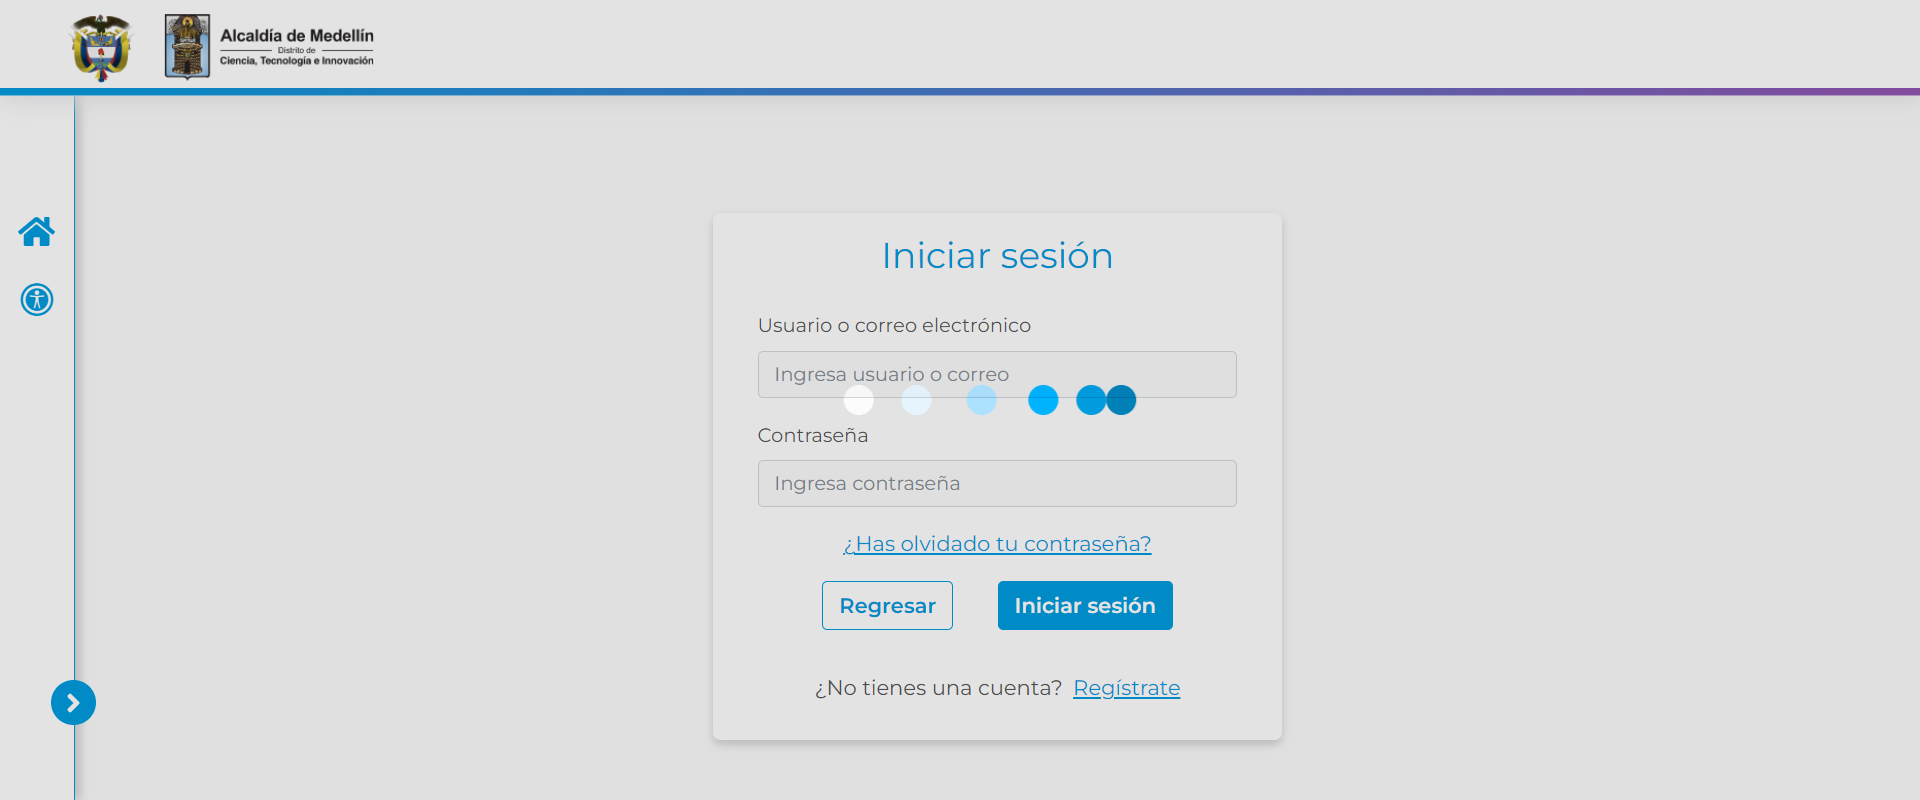 Alcaldía de Medellín
Distrito de
Ciencia, Tecnología e Innovación
Iniciar sesión
Usuario o correo electrónico
Ingresa usuario o correo
Contraseña
Ingresa contraseña
¿Has olvidado tu contraseña?
Regresar
Iniciar sesión
¿No tienes una cuenta? Regístrate